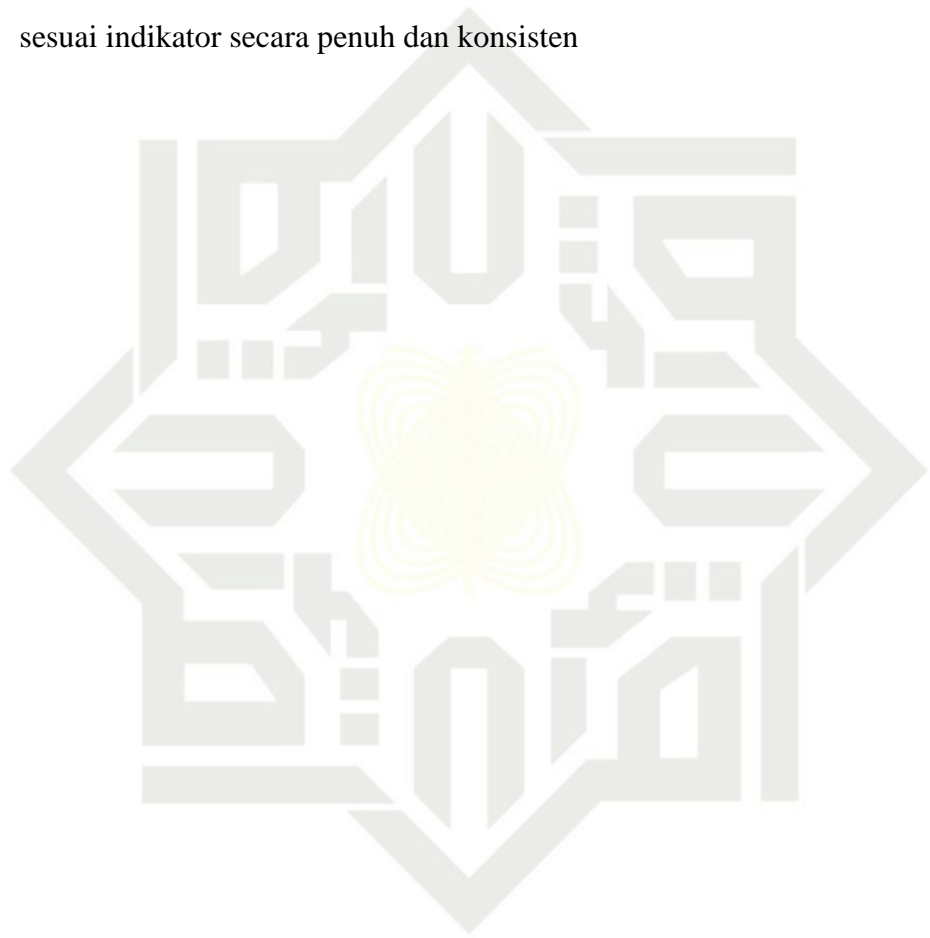 sesuai indikator secara penuh dan konsisten